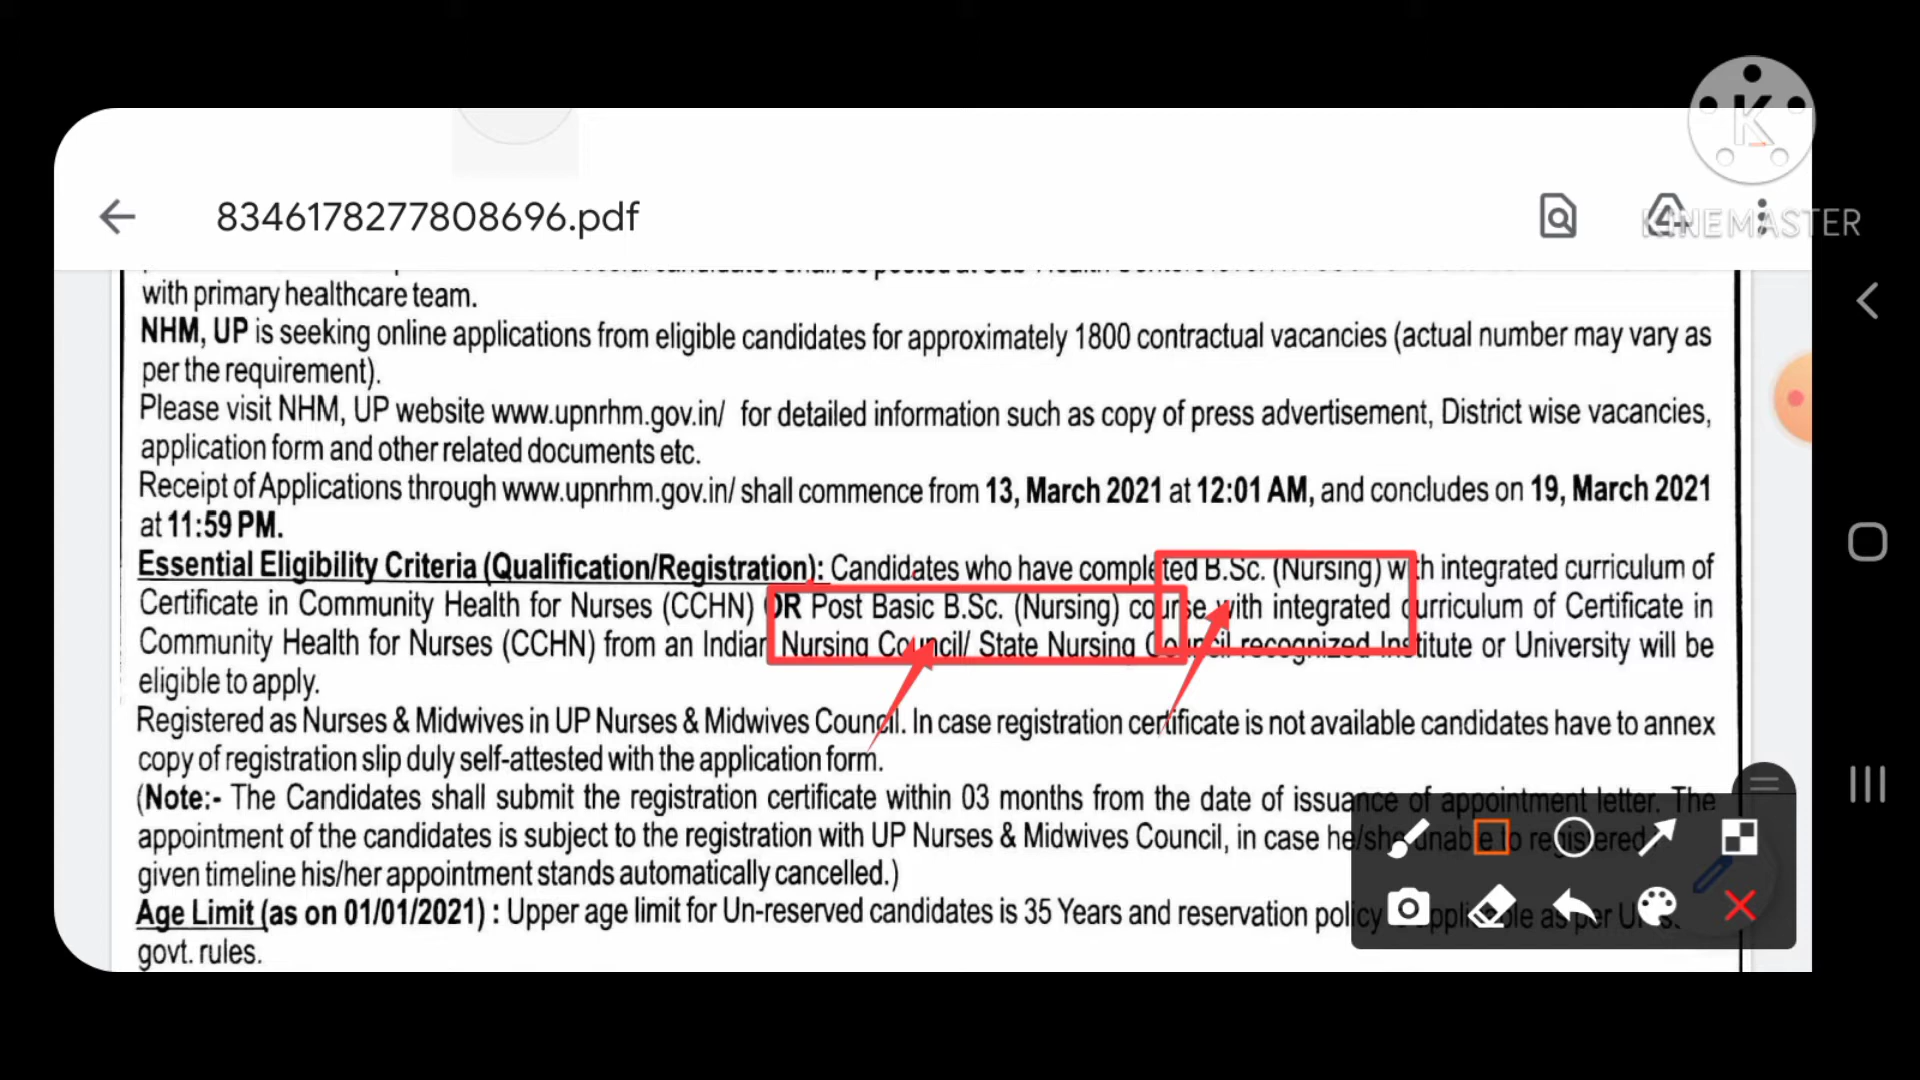 K
KINEMASTER
8346178277808696.pdf
with primary healthcare team.
NHM, UP is seeking online applications from eligible candidates for approximately 1800 contractual vacancies (actual number may vary as
per the requirement).
Please visit NHM, UP website www.upnrhm.gov.in/ for detailed information such as copy of press advertisement, District wise vacancies,
application form and other related documents etc.
Receipt of Applications through www.upnrhm.gov.in/ shall commence from 13, March 2021 at 12:01 AM, and concludes on 19, March 2021
at 11:59 PM.
Essential Eligibility Criteria (Qualification/Registration): Candidates who have completed B.Sc. (Nursing) with integrated curriculum of
Certificate in Community Health for Nurses (CCHN) OR Post Basic B.Sc. (Nursing) course with integrated curriculum of Certificate in
Community Health for Nurses (CCHN) from an Indian Nursing Council/ State Nursing Council recognized Institute or University will be
eligible to apply.
Registered as Nurses & Midwives in UP Nurses & Midwives Council. In case registration certificate is not available candidates have to annex
copy of registration slip duly self-attested with the application form.
(Note:- The Candidates shall submit the registration certificate within 03 months from the date of issuance of appointment letter. The
appointment of the candidates is subject to the registration with UP Nurses & Midwives Council, in case he/she unable to registered
given timeline his/her appointment stands automatically cancelled.)
Age Limit (as on 01/01/2021) : Upper age limit for Un-reserved candidates is 35 Years and reservation policy is applicable as per
govt. rules.